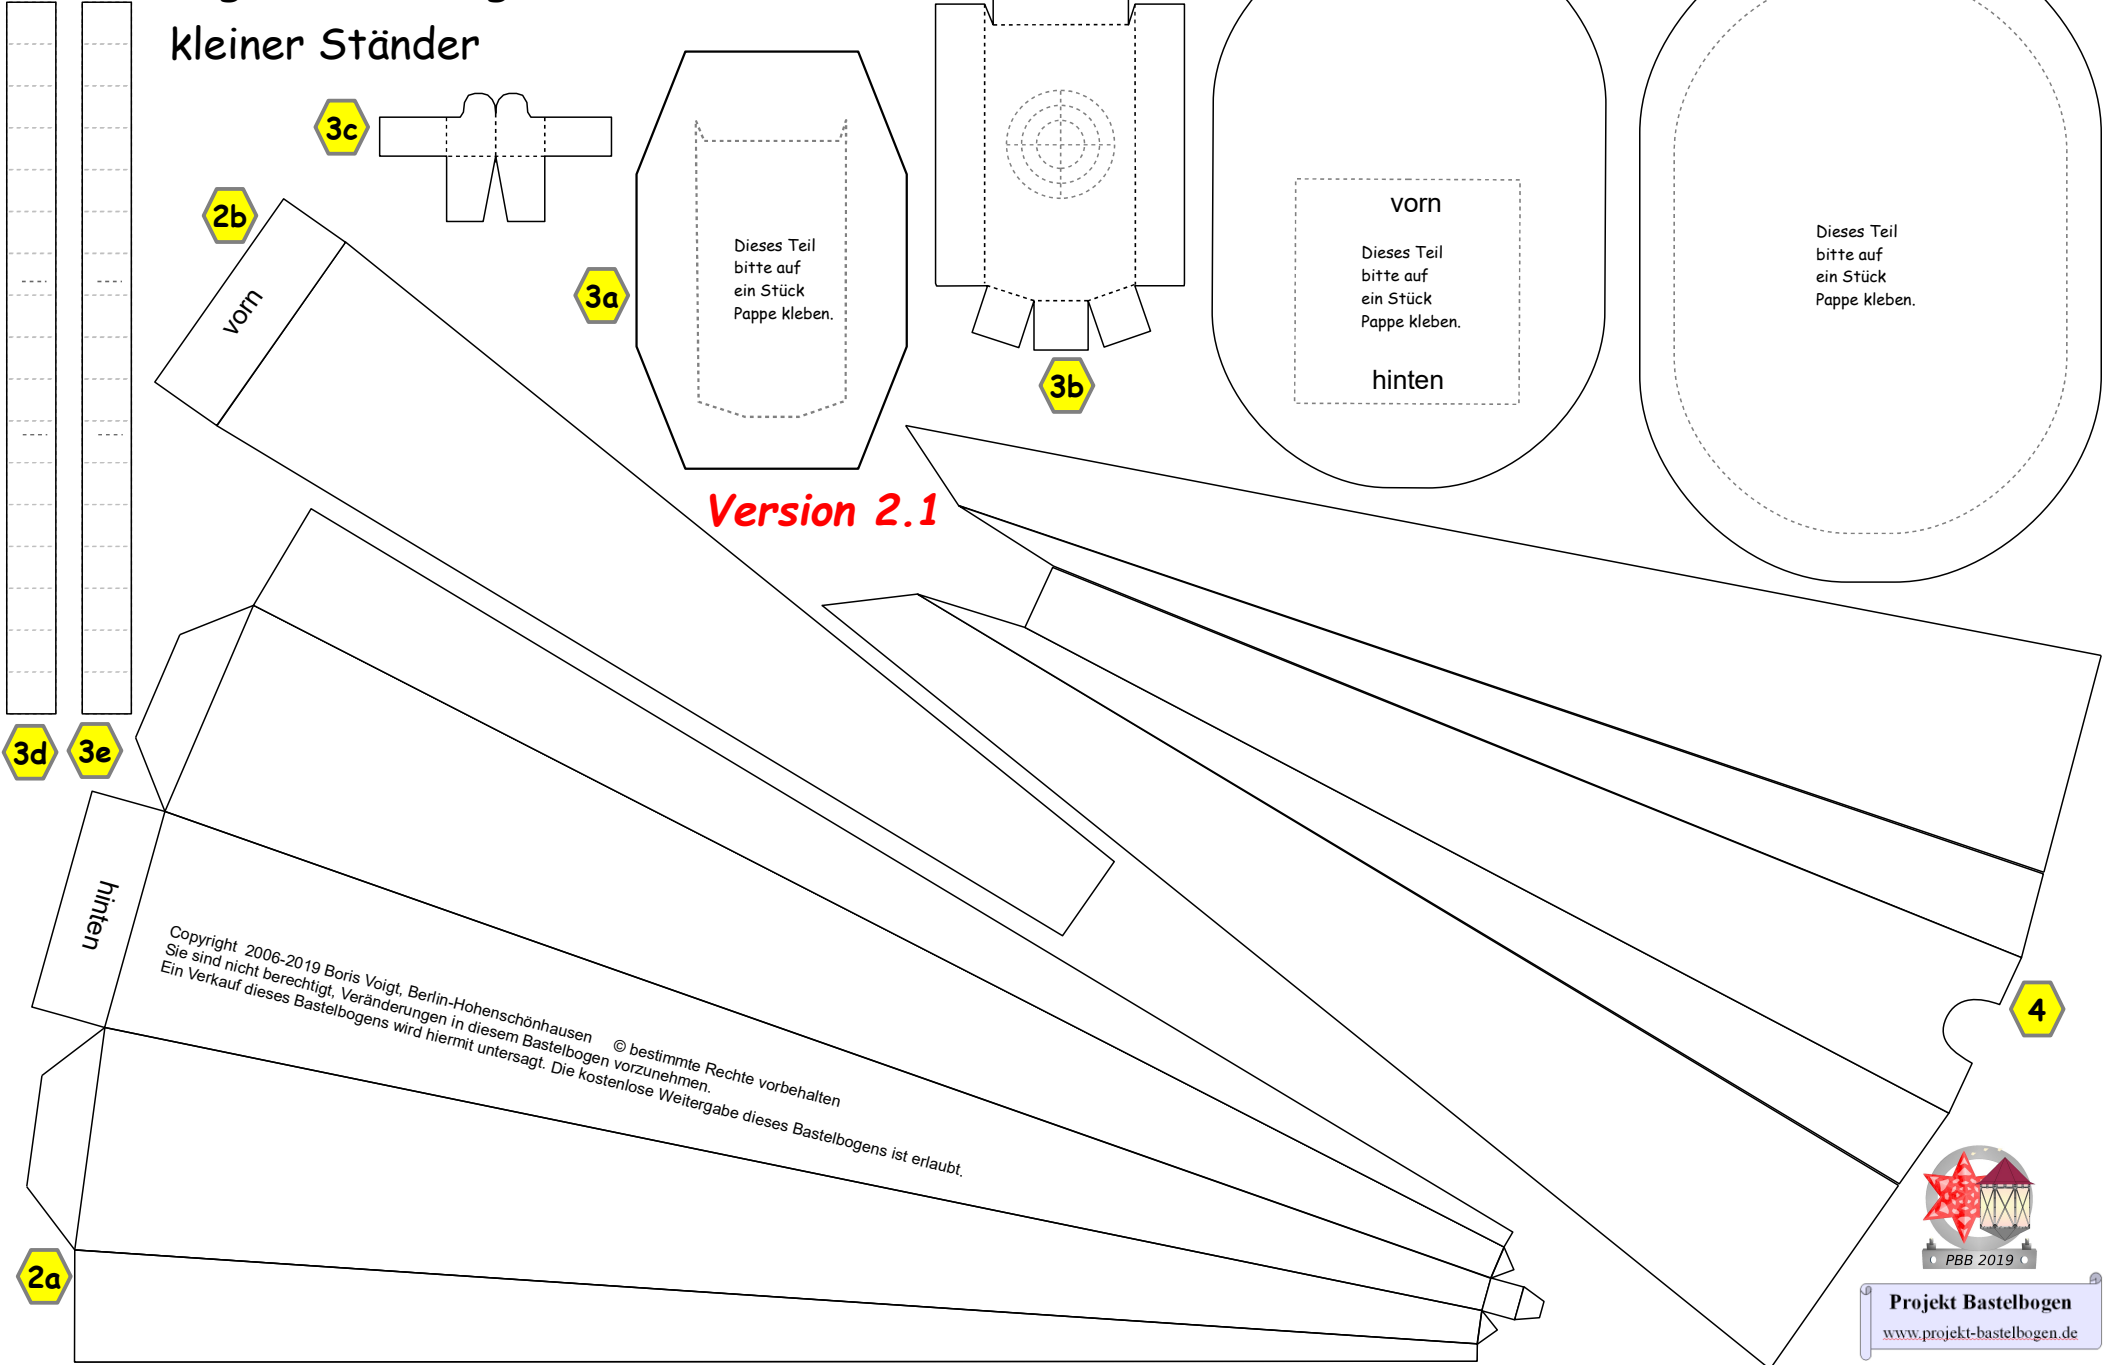 kleiner Ständer
3c
2b
vorn
3a
Dieses Teil
bitte auf
ein Stück
Pappe kleben.
3b
vorn
Dieses Teil
bitte auf
ein Stück
Pappe kleben.
hinten
Dieses Teil
bitte auf
ein Stück
Pappe kleben.
Version 2.1
3d
3e
hinten
Copyright 2006-2019 Boris Voigt, Berlin-Hohenschönhausen © bestimmte Rechte vorbehalten
Sie sind nicht berechtigt, Veränderungen in diesem Bastelbogen vorzunehmen.
Ein Verkauf dieses Bastelbogens wird hiermit untersagt. Die kostenlose Weitergabe dieses Bastelbogens ist erlaubt.
4
2a
PBB 2019
Projekt Bastelbogen
www.projekt-bastelbogen.de